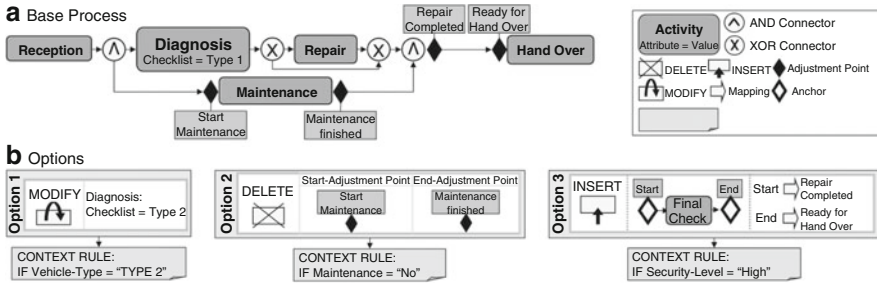 a Base Process
Reception
Diagnosis
Checklist = Type 1
Repair
Maintenance
Start
Maintenance
Maintenance
finished
Repair
Completed
Ready for
Hand Over
Hand Over
Activity
Attribute = Value
AND Connector
XOR Connector
DELETE
INSERT
Adjustment Point
MODIFY
Mapping
Anchor
b Options
Option 1
MODIFY
Diagnosis:
Checklist = Type 2
CONTEXT RULE:
IF Vehicle-Type = “TYPE 2”
Option 2
DELETE
Start-Adjustment Point
End-Adjustment Point
Start
Maintenance
Maintenance
finished
CONTEXT RULE:
IF Maintenance = “No”
Option 3
INSERT
Start
Final
Check
End
Start
Repair
Completed
End
Ready for
Hand Over
CONTEXT RULE:
IF Security-Level = “High”